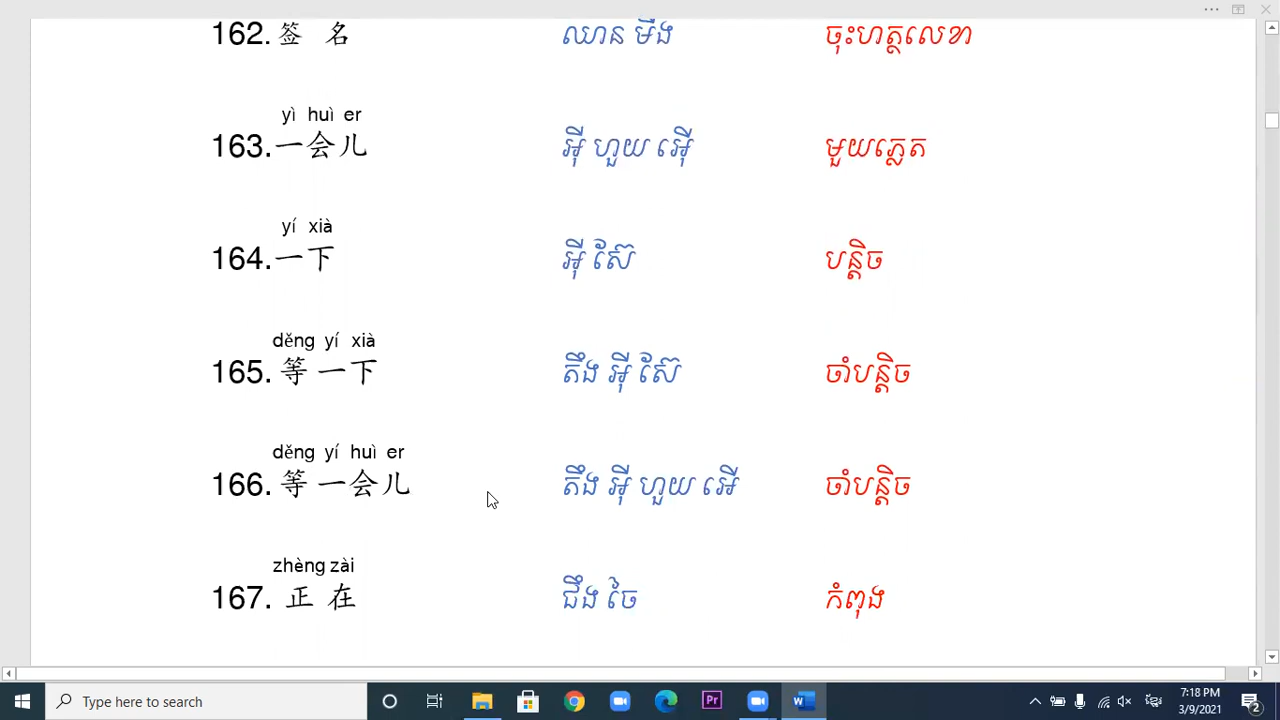 162. 签 名 ឈាន មីង ចុះហត្ថលេខា
yì huì er
163. 一会儿 អ៊ី ហួយ អ៊ើ មួយភ្លេត
yí xià
164. 一下 អ៊ី ស៊ែ បន្តិច
děng yí xià
165. 等 一下 តឹង អ៊ី ស៊ែ ចាំបន្តិច
děng yí huì er
166. 等 一会儿 តឹង អ៊ី ហួយ អើ ចាំបន្តិច
zhèng zài
167. 正 在 ជឹង ចៃ កំពុង
Type here to search
7:18 PM
3/9/2021